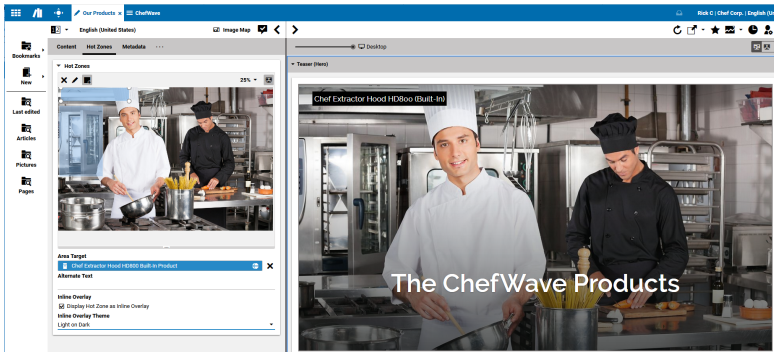 Our Products ×
ChefWave
Rick C | Chef Corp. | English (Un
English (United States)
Image Map
Bookmarks
New
Last edited
Articles
Pictures
Pages
Content
Hot Zones
Metadata
···
Hot Zones
25%
Area Target
Chef Extractor Hood HD800 Built-In Product
Alternate Text
Inline Overlay
Display Hot Zone as Inline Overlay
Inline Overlay Theme
Light on Dark
Desktop
Teaser (Hero)
Chef Extractor Hood HD800 (Built-In)
The ChefWave Products